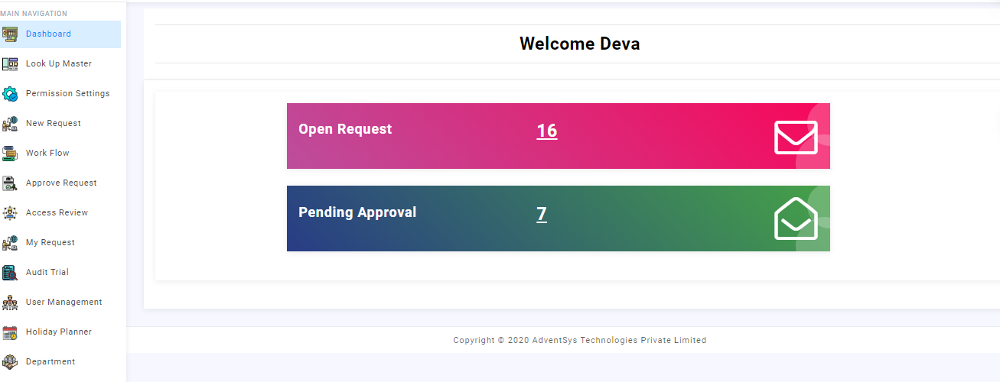 MAIN NAVIGATION
Dashboard
Look Up Master
Permission Settings
New Request
Work Flow
Approve Request
Access Review
My Request
Audit Trial
User Management
Holiday Planner
Department
Welcome Deva
Open Request 16
Pending Approval 7
Copyright © 2020 AdventSys Technologies Private Limited